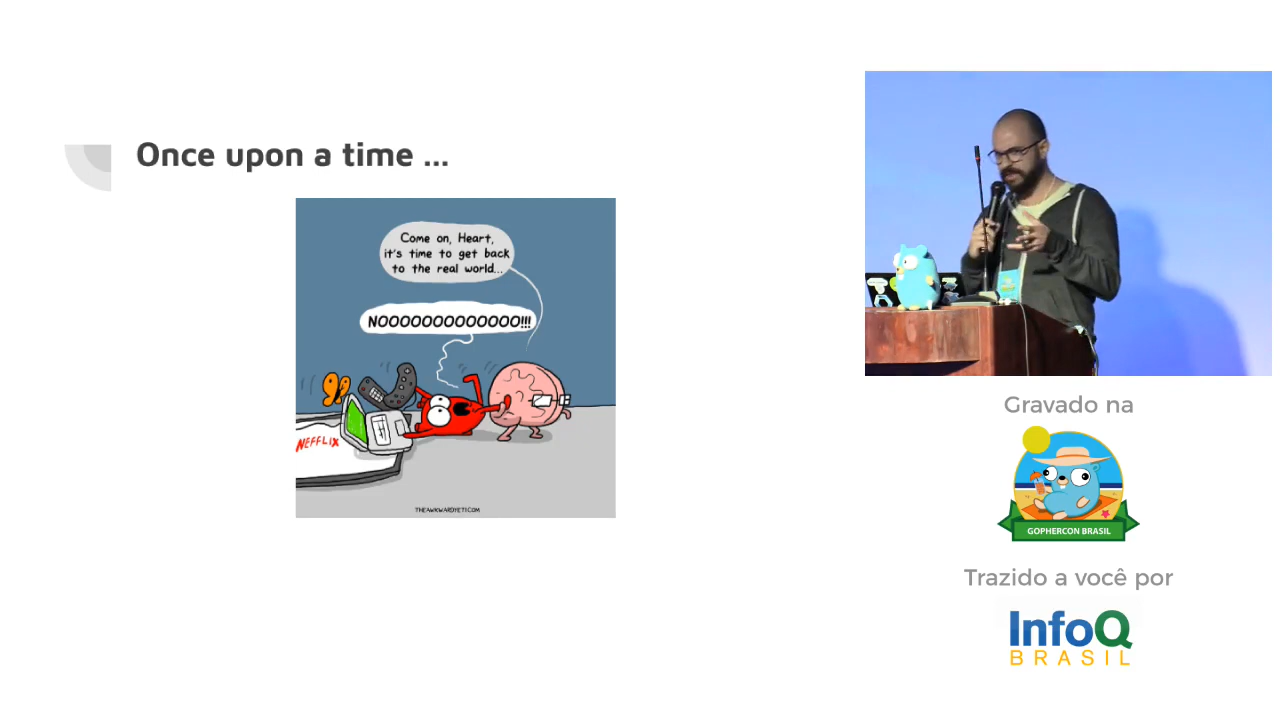 Once upon a time ...
Come on, Heart,
it's time to get back
to the real world...
NOOOOOOOOOOOOO!!!
NEFFLIX
THEAWKWARDYETI.COM
Gravado na
GOPHERCON BRASIL
Trazido a você por
InfoQ
BRASIL